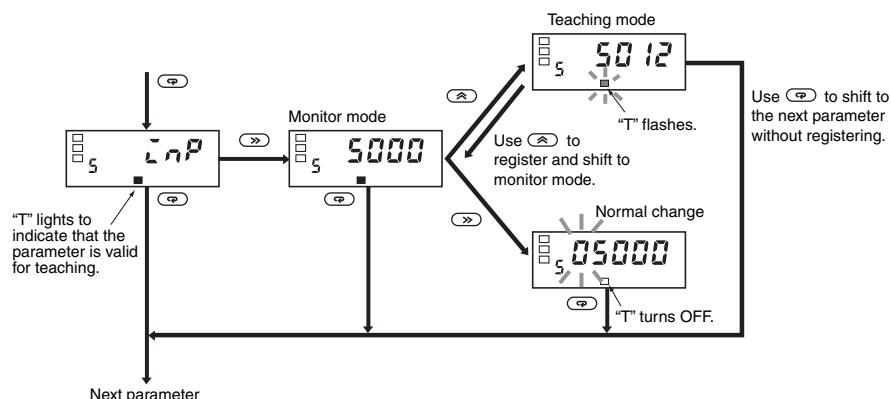 Teaching mode
S 5012
"T" flashes.
Use to shift to
the next parameter
without registering.
Monitor mode
S inP
S 5000
Use to
register and shift to
monitor mode.
"T" lights to
indicate that the
parameter is valid
for teaching.
Normal change
S 05000
"T" turns OFF.
Next parameter